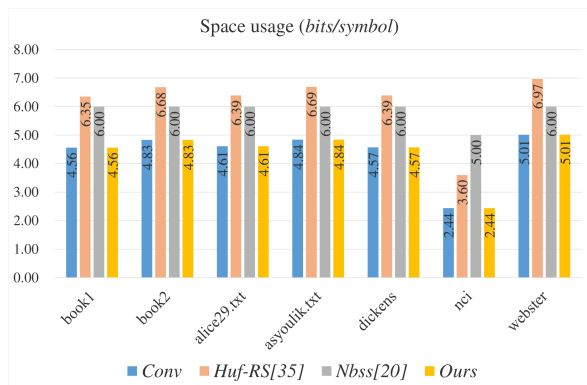 Space usage (bits/symbol)
8.00
7.00
6.00
5.00
4.00
3.00
2.00
1.00
0.00
4.56 6.35 6.00 4.56
4.83 6.68 6.00 4.83
4.61 6.39 6.00 4.61
4.84 6.69 6.00 4.84
4.57 6.39 6.00 4.57
2.44 3.60 5.00 2.44
5.01 6.97 6.00 5.01
book1 book2 alice29.txt asyoulik.txt dickens nci webster
Conv Huf-RS[35] Nbss[20] Ours